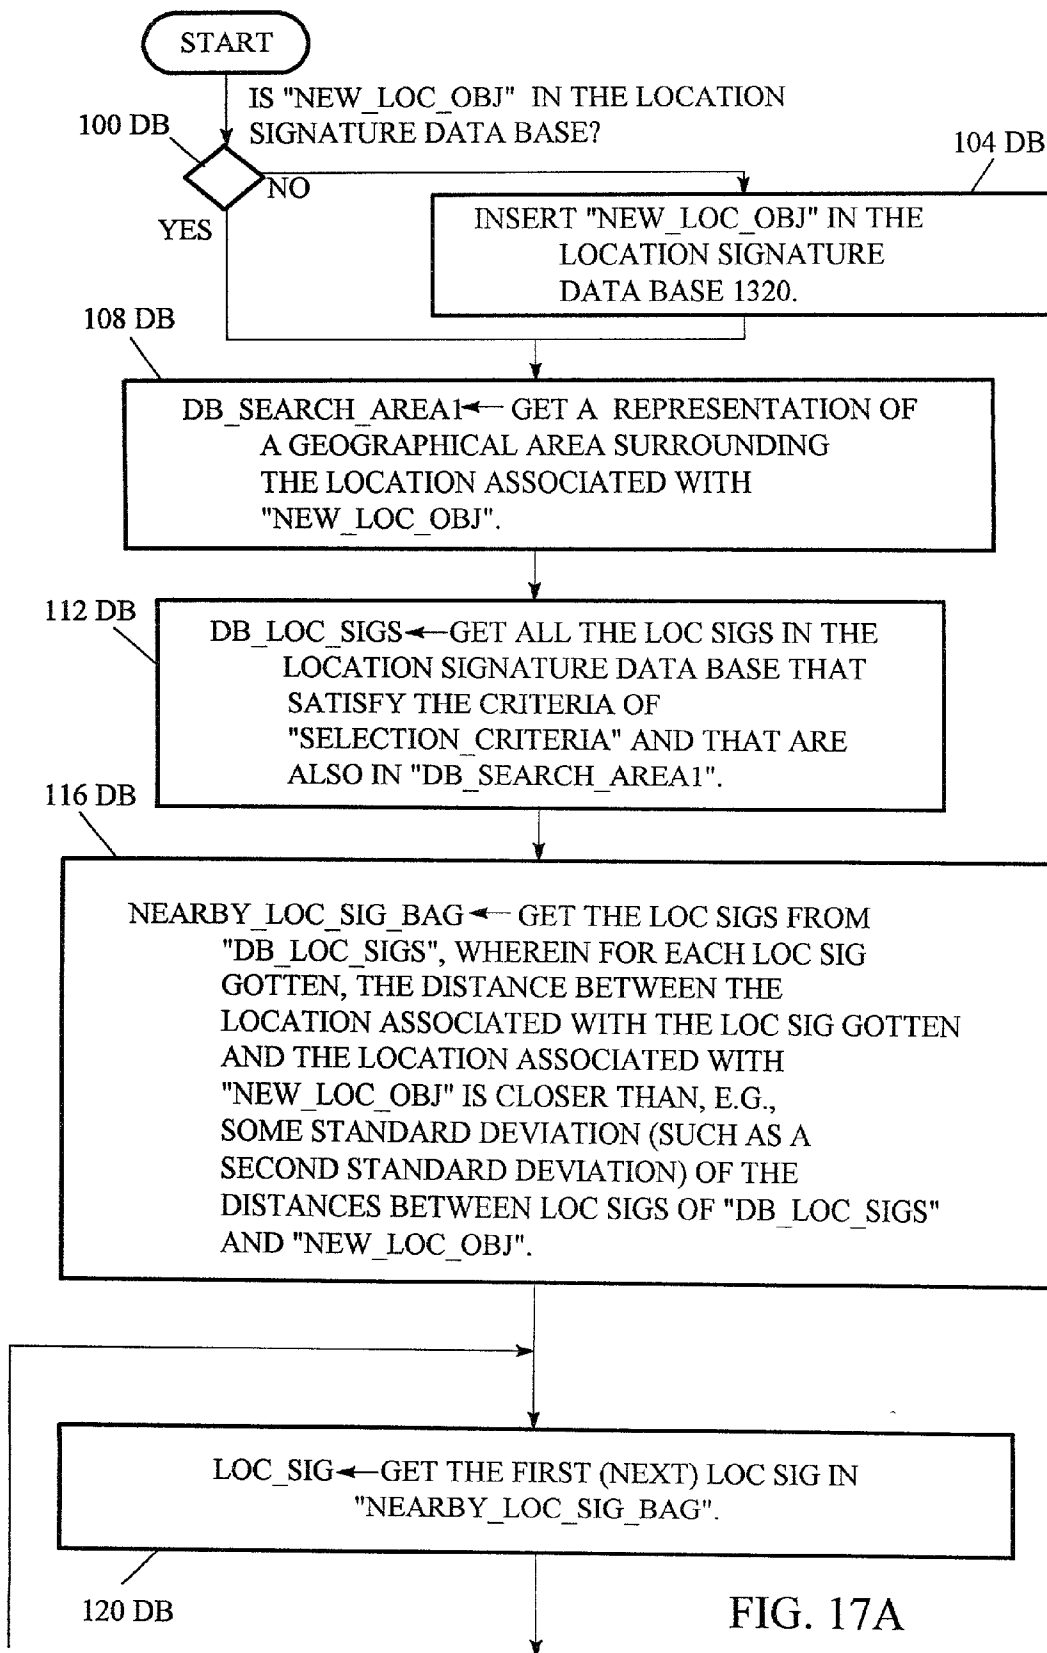 START
IS "NEW_LOC_OBJ" IN THE LOCATION
SIGNATURE DATA BASE?
100 DB
NO
YES
104 DB
INSERT "NEW_LOC_OBJ" IN THE
LOCATION SIGNATURE
DATA BASE 1320.
108 DB
DB_SEARCH_AREA1← GET A REPRESENTATION OF
A GEOGRAPHICAL AREA SURROUNDING
THE LOCATION ASSOCIATED WITH
"NEW_LOC_OBJ".
112 DB
DB_LOC_SIGS←GET ALL THE LOC SIGS IN THE
LOCATION SIGNATURE DATA BASE THAT
SATISFY THE CRITERIA OF
"SELECTION_CRITERIA" AND THAT ARE
ALSO IN "DB_SEARCH_AREA1".
116 DB
NEARBY_LOC_SIG_BAG← GET THE LOC SIGS FROM
"DB_LOC_SIGS", WHEREIN FOR EACH LOC SIG
GOTTEN, THE DISTANCE BETWEEN THE
LOCATION ASSOCIATED WITH THE LOC SIG GOTTEN
AND THE LOCATION ASSOCIATED WITH
"NEW_LOC_OBJ" IS CLOSER THAN, E.G.,
SOME STANDARD DEVIATION (SUCH AS A
SECOND STANDARD DEVIATION) OF THE
DISTANCES BETWEEN LOC SIGS OF "DB_LOC_SIGS"
AND "NEW_LOC_OBJ".
LOC_SIG←GET THE FIRST (NEXT) LOC SIG IN
"NEARBY_LOC_SIG_BAG".
120 DB
FIG. 17A